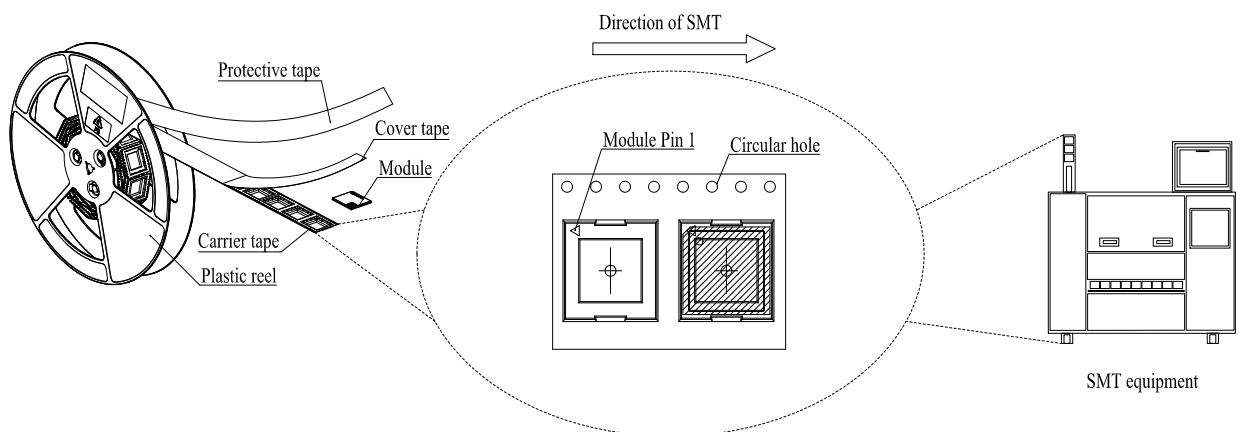 Direction of SMT
Protective tape
Cover tape
Module
Carrier tape
Plastic reel
Module Pin 1
Circular hole
SMT equipment